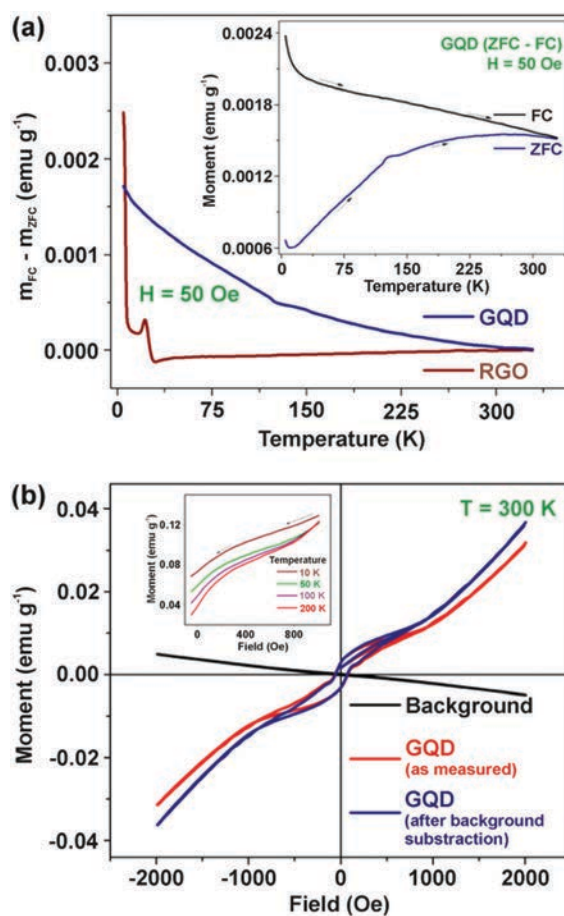 (a)
0.003
0.002
0.001
0.000
m_FC - m_ZFC (emu g⁻¹)
0 75 150 225 300
Temperature (K)
H = 50 Oe
GQD
RGO
GQD (ZFC - FC)
H = 50 Oe
0.0024
0.0018
0.0012
0.0006
Moment (emu g⁻¹)
FC
ZFC
0 75 150 225 300
Temperature (K)
(b)
0.04
0.02
0.00
-0.02
-0.04
Moment (emu g⁻¹)
T = 300 K
0.12
0.08
0.04
Moment (emu g⁻¹)
Temperature
10 K
50 K
100 K
200 K
0 400 800
Field (Oe)
Background
GQD
(as measured)
GQD
(after background
substraction)
-2000 -1000 0 1000 2000
Field (Oe)